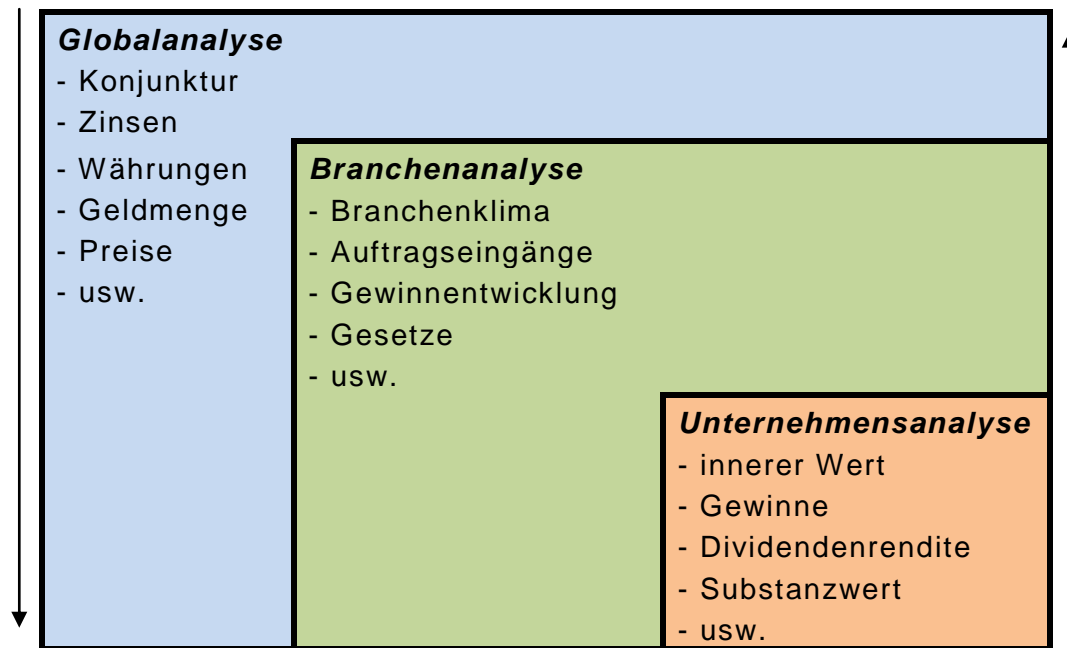 Globalanalyse
- Konjunktur
- Zinsen
- Währungen
- Geldmenge
- Preise
- usw.
Branchenanalyse
- Branchenklima
- Auftragseingänge
- Gewinnentwicklung
- Gesetze
- usw.
Unternehmensanalyse
- innerer Wert
- Gewinne
- Dividendenrendite
- Substanzwert
- usw.